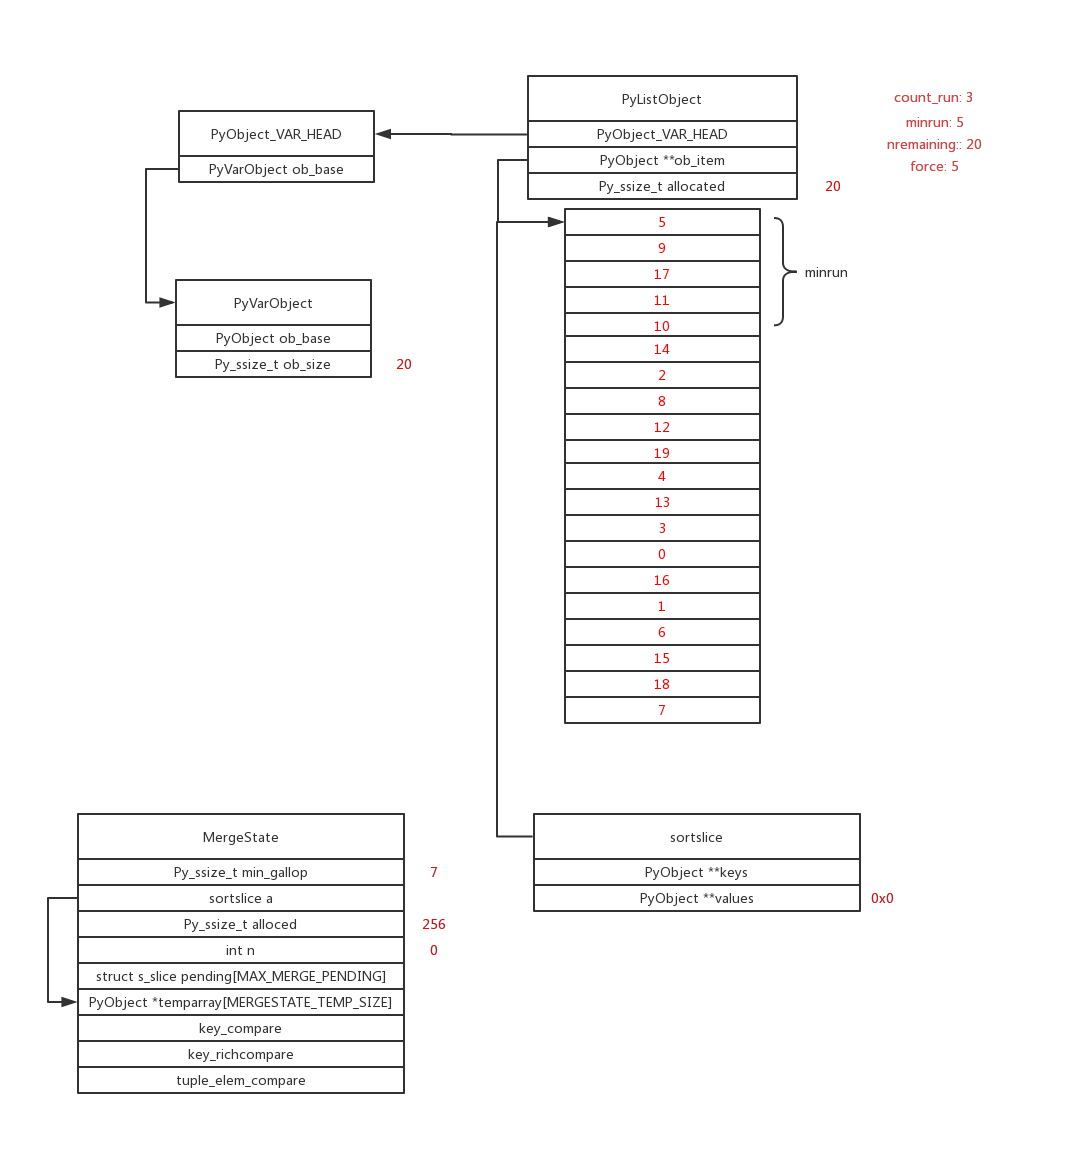 PyListObject
PyObject_VAR_HEAD
PyObject **ob_item
Py_ssize_t allocated
20
count_run: 3
minrun: 5
nremaining:: 20
force: 5
PyObject_VAR_HEAD
PyVarObject ob_base
PyVarObject
PyObject ob_base
Py_ssize_t ob_size
20
5
9
17
11
10
14
2
8
12
19
4
13
3
0
16
1
6
15
18
7
minrun
MergeState
Py_ssize_t min_gallop
7
sortslice a
Py_ssize_t alloced
256
int n
0
struct s_slice pending[MAX_MERGE_PENDING]
PyObject *temparray[MERGESTATE_TEMP_SIZE]
key_compare
key_richcompare
tuple_elem_compare
sortslice
PyObject **keys
PyObject **values
0x0